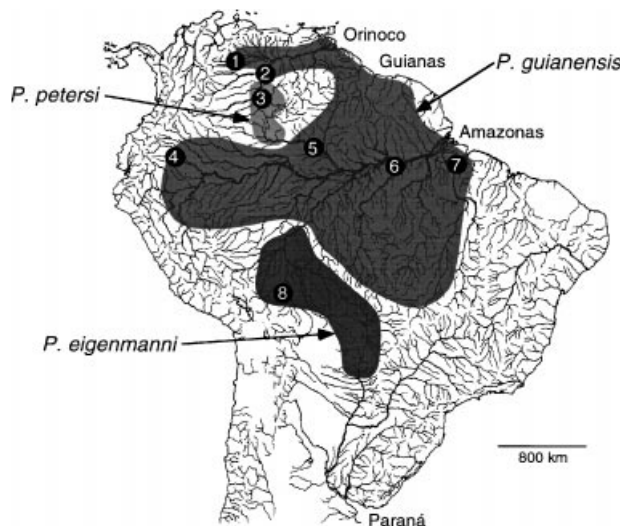 Orinoco
1
Guianas
P. guianensis
2
P. petersi
3
Amazonas
4
5
6
7
8
P. eigenmanni
800 km
Paraná